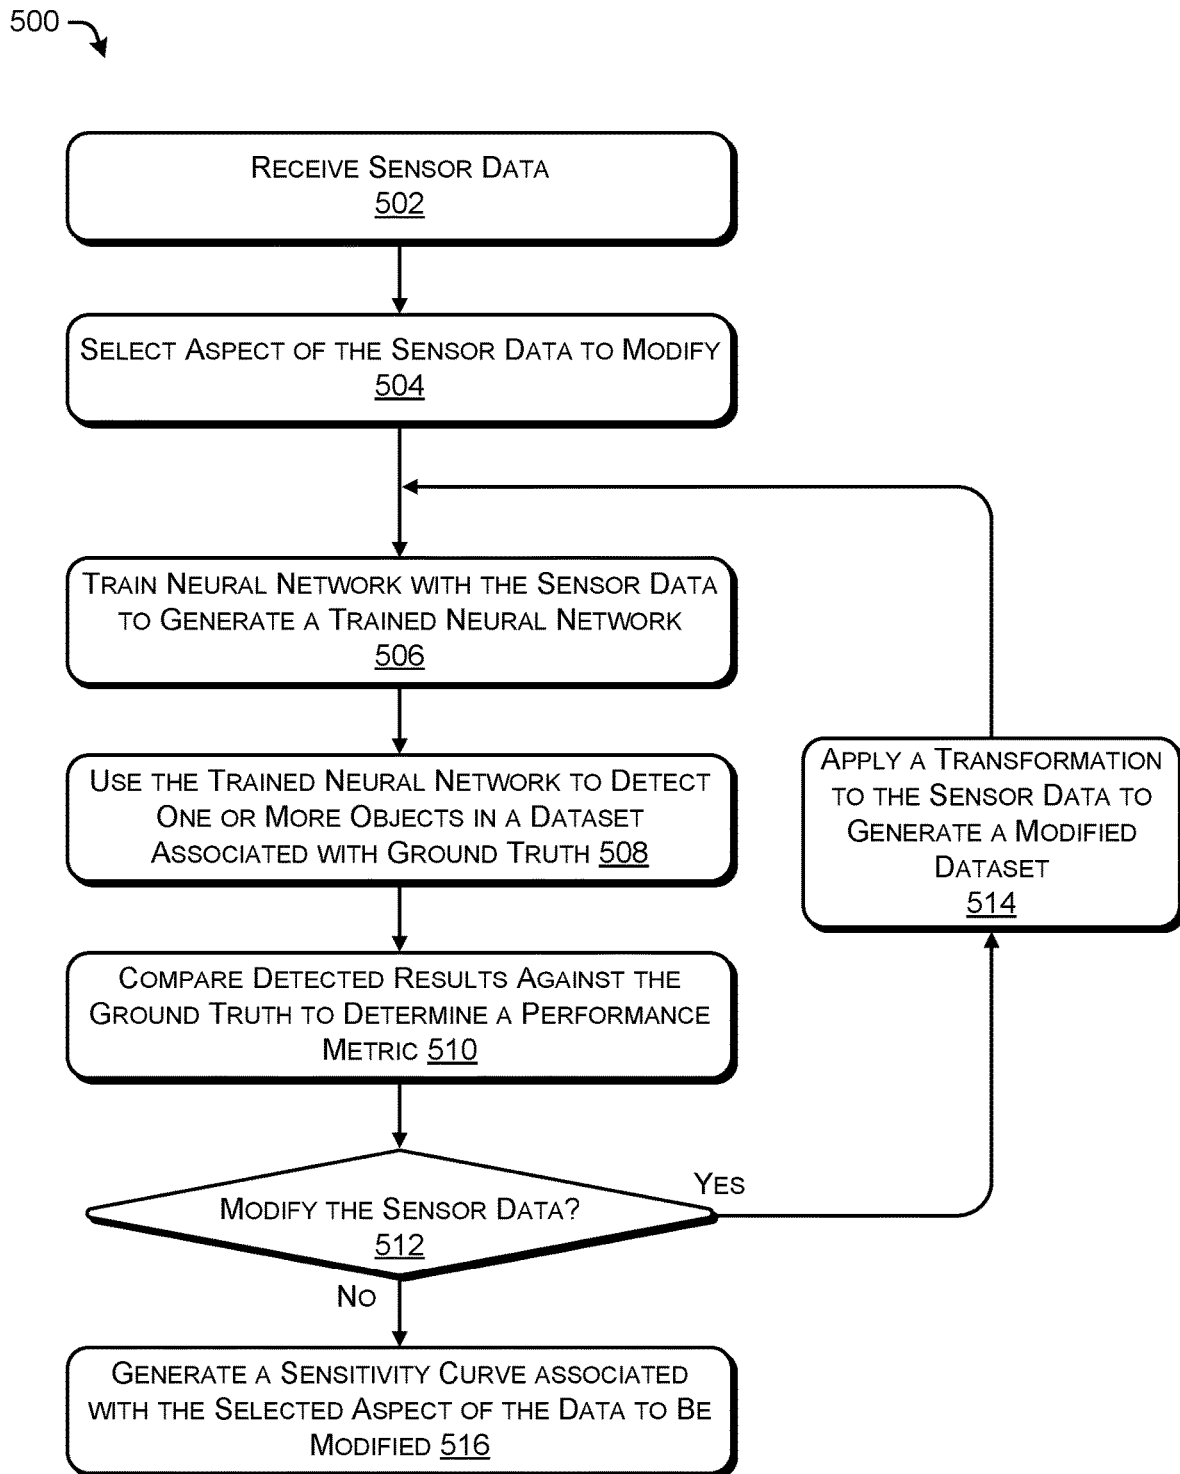 500
RECEIVE SENSOR DATA
502
SELECT ASPECT OF THE SENSOR DATA TO MODIFY
504
TRAIN NEURAL NETWORK WITH THE SENSOR DATA
TO GENERATE A TRAINED NEURAL NETWORK
506
USE THE TRAINED NEURAL NETWORK TO DETECT
ONE OR MORE OBJECTS IN A DATASET
ASSOCIATED WITH GROUND TRUTH 508
COMPARE DETECTED RESULTS AGAINST THE
GROUND TRUTH TO DETERMINE A PERFORMANCE
METRIC 510
MODIFY THE SENSOR DATA?
512
YES
NO
APPLY A TRANSFORMATION
TO THE SENSOR DATA TO
GENERATE A MODIFIED
DATASET
514
GENERATE A SENSITIVITY CURVE ASSOCIATED
WITH THE SELECTED ASPECT OF THE DATA TO BE
MODIFIED 516